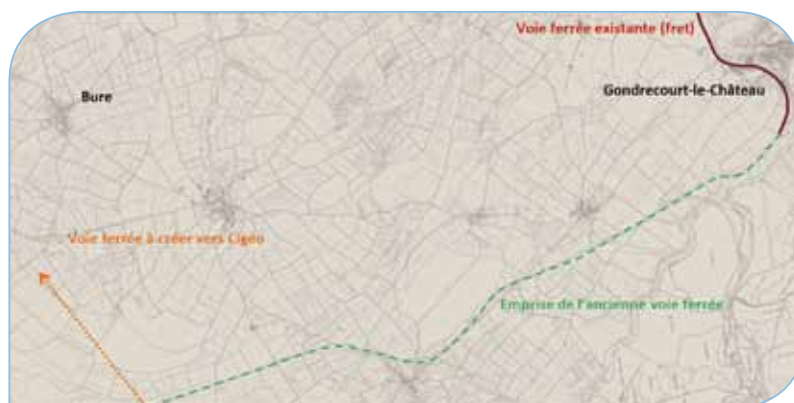 Voie ferrée existante (fret)
Bure
Gondrecourt-le-Château
Voie ferrée à créer vers Cigéo
Emprise de l'ancienne voie ferrée